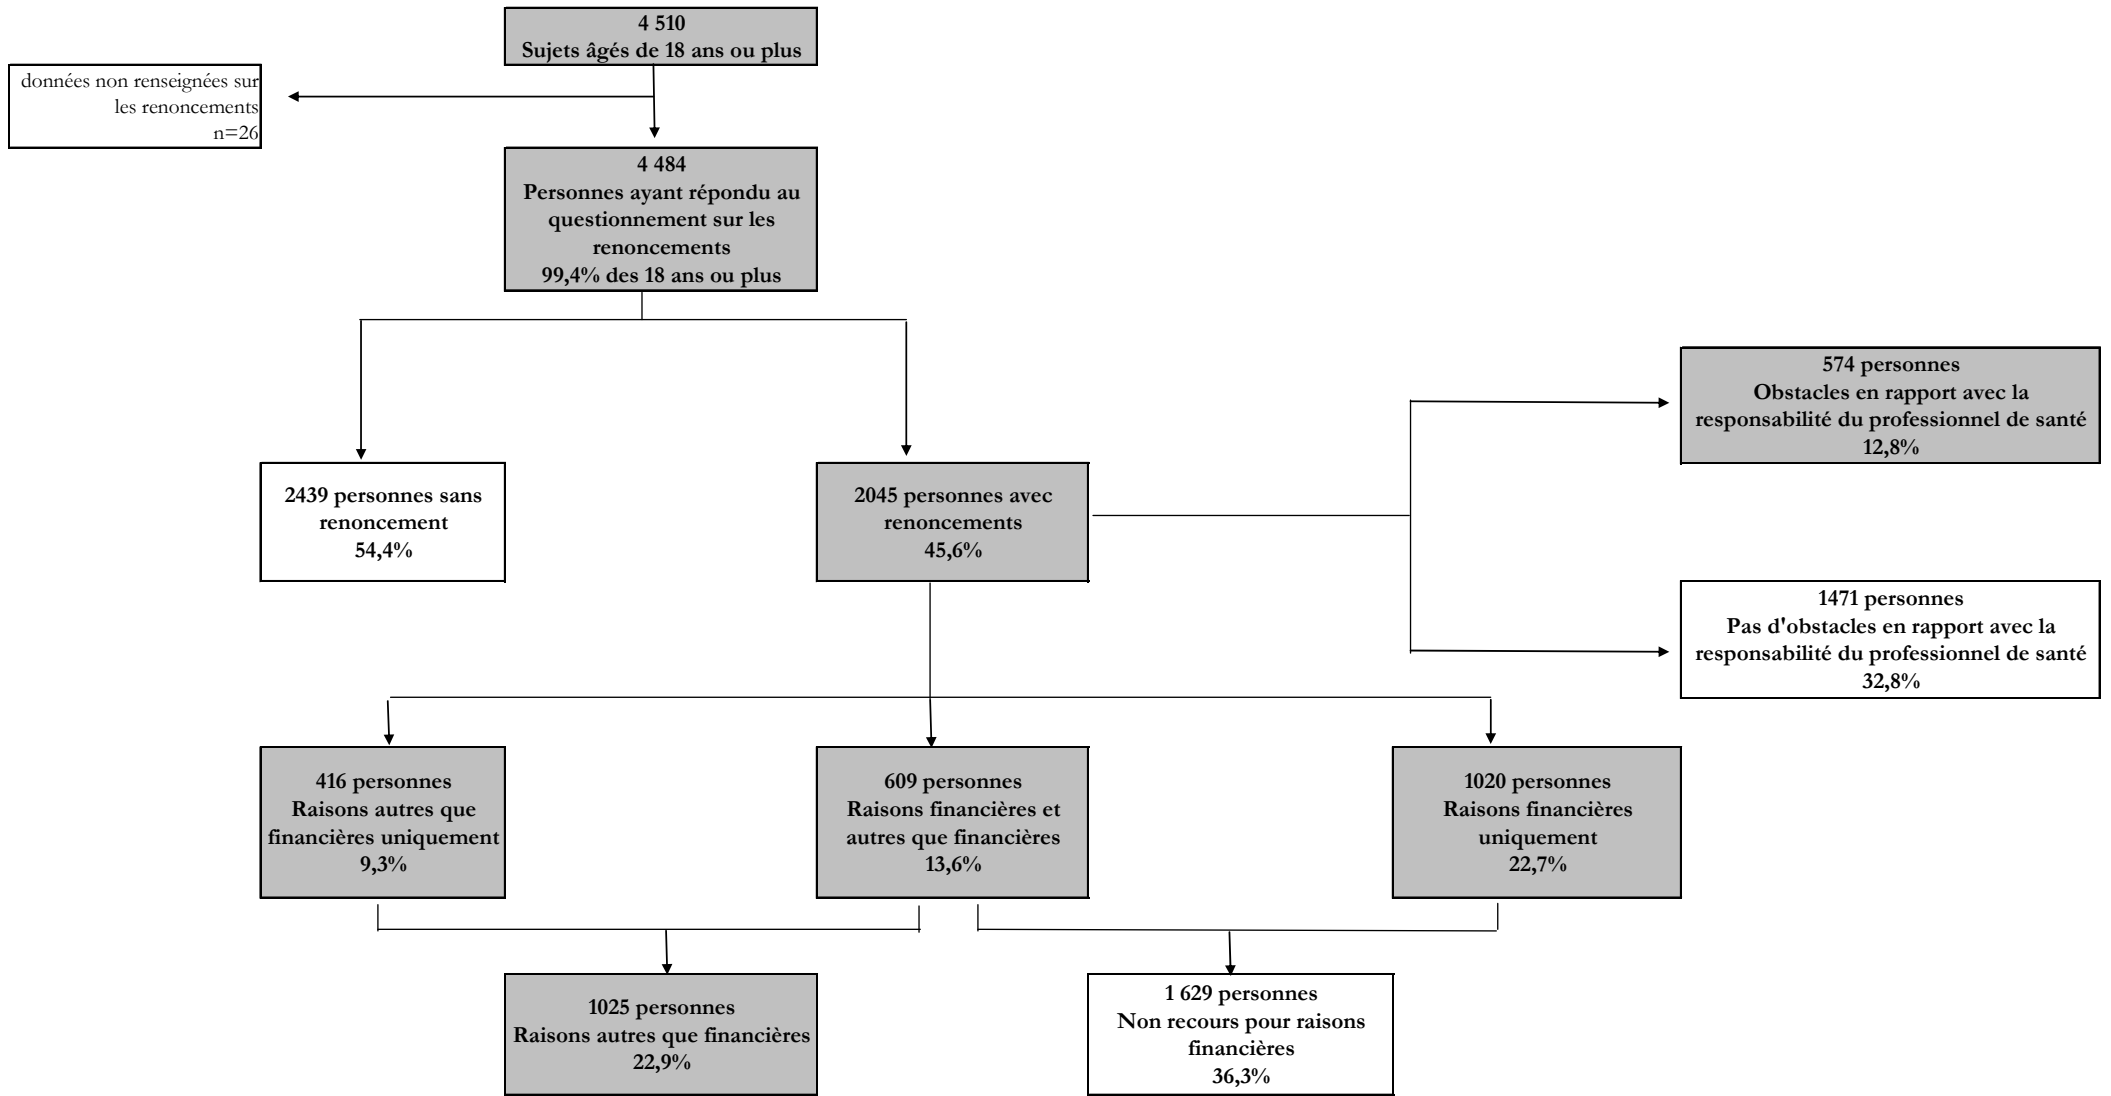 4 510
Sujets âgés de 18 ans ou plus
données non renseignées sur
les renoncements
n=26
4 484
Personnes ayant répondu au
questionnement sur les
renoncements
99,4% des 18 ans ou plus
574 personnes
Obstacles en rapport avec la
responsabilité du professionnel de santé
12,8%
2439 personnes sans
renoncement
54,4%
2045 personnes avec
renoncements
45,6%
1471 personnes
Pas d'obstacles en rapport avec la
responsabilité du professionnel de santé
32,8%
416 personnes
Raisons autres que
financières uniquement
9,3%
609 personnes
Raisons financières et
autres que financières
13,6%
1020 personnes
Raisons financières
uniquement
22,7%
1025 personnes
Raisons autres que financières
22,9%
1 629 personnes
Non recours pour raisons
financières
36,3%